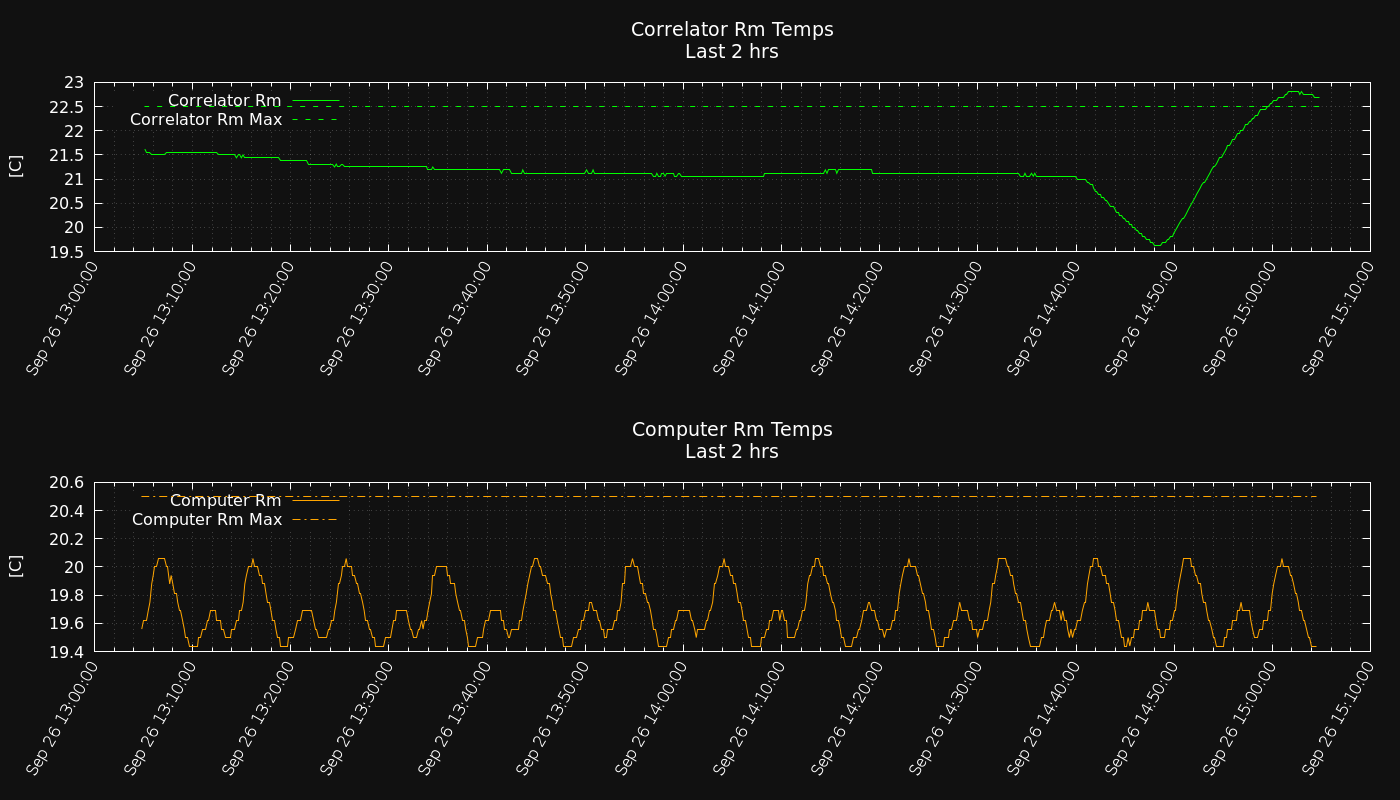 Correlator Rm Temps
Last 2 hrs
[C]
23
22.5
22
21.5
21
20.5
20
19.5
Correlator Rm
Correlator Rm Max
Sep 26 13:00:00
Sep 26 13:10:00
Sep 26 13:20:00
Sep 26 13:30:00
Sep 26 13:40:00
Sep 26 13:50:00
Sep 26 14:00:00
Sep 26 14:10:00
Sep 26 14:20:00
Sep 26 14:30:00
Sep 26 14:40:00
Sep 26 14:50:00
Sep 26 15:00:00
Sep 26 15:10:00
Computer Rm Temps
Last 2 hrs
[C]
20.6
20.4
20.2
20
19.8
19.6
19.4
Computer Rm
Computer Rm Max
Sep 26 13:00:00
Sep 26 13:10:00
Sep 26 13:20:00
Sep 26 13:30:00
Sep 26 13:40:00
Sep 26 13:50:00
Sep 26 14:00:00
Sep 26 14:10:00
Sep 26 14:20:00
Sep 26 14:30:00
Sep 26 14:40:00
Sep 26 14:50:00
Sep 26 15:00:00
Sep 26 15:10:00